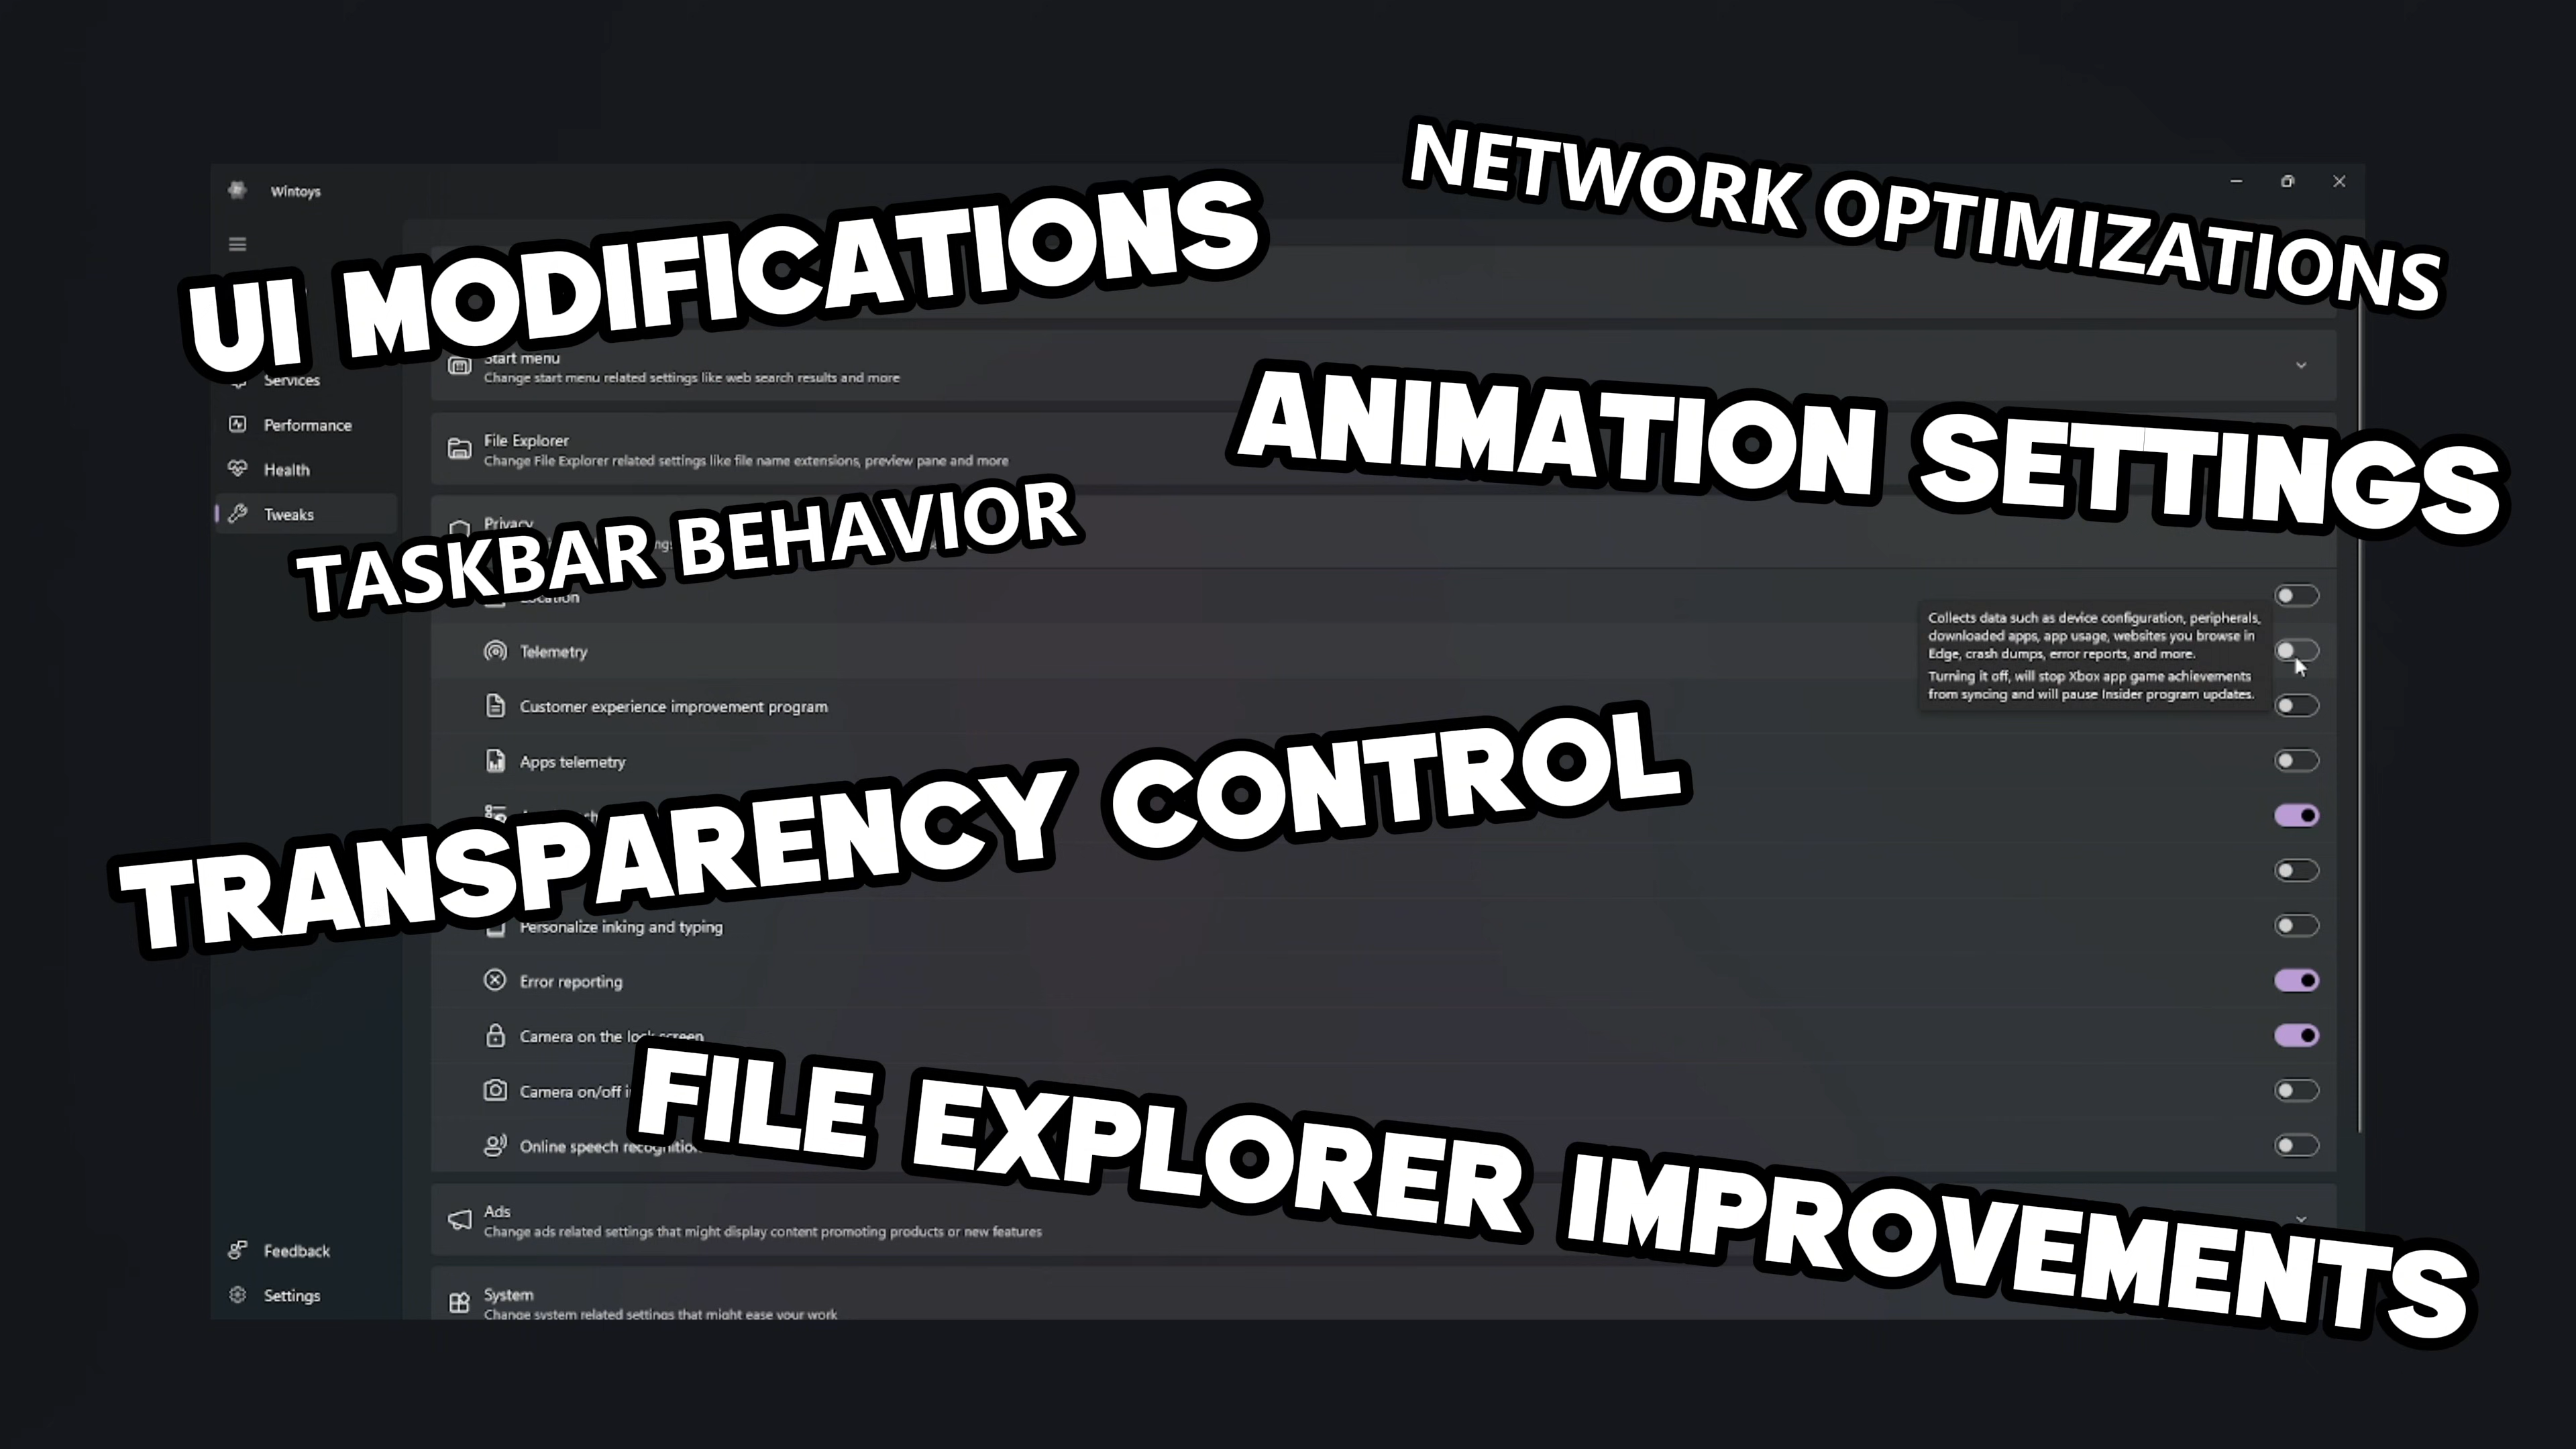 NETWORK OPTIMIZATIONS
Wintoys
UI MODIFICATIONS
Start menu
Change start menu related settings like web search results and more
Services
ANIMATION SETTINGS
Performance
File Explorer
Change File Explorer related settings like file name extensions, preview pane and more
Health
Tweaks
Privacy
TASKBAR BEHAVIOR
Location
Collects data such as device configuration, peripherals,
downloaded apps, app usage, websites you browse in
Edge, crash dumps, error reports, and more.
Turning it off, will stop Xbox app game achievements
from syncing and will pause Insider program updates.
Telemetry
Customer experience improvement program
Apps telemetry
TRANSPARENCY CONTROL
Personalize inking and typing
Error reporting
Camera on the lock screen
Camera on/off
Online speech recognition
FILE EXPLORER IMPROVEMENTS
Ads
Change ads related settings that might display content promoting products or new features
Feedback
System
Change system related settings that might ease your work
Settings